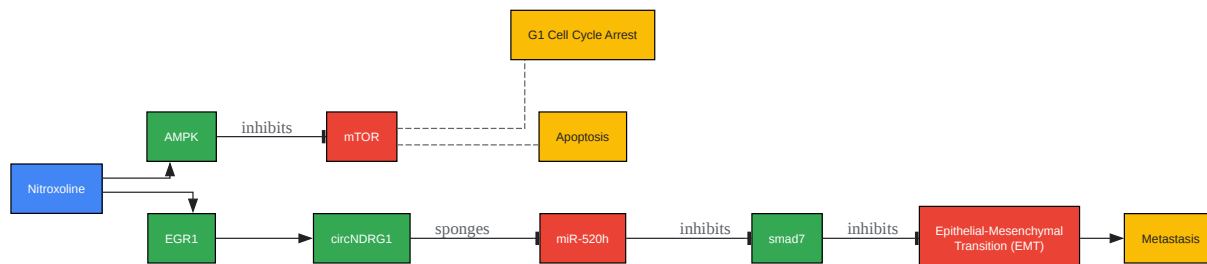 G1 Cell Cycle Arrest
AMPK
inhibits
mTOR
Apoptosis
Nitroxoline
EGR1
circNDRG1
sponges
miR-520h
inhibits
smad7
inhibits
Epithelial-Mesenchymal
Transition (EMT)
Metastasis